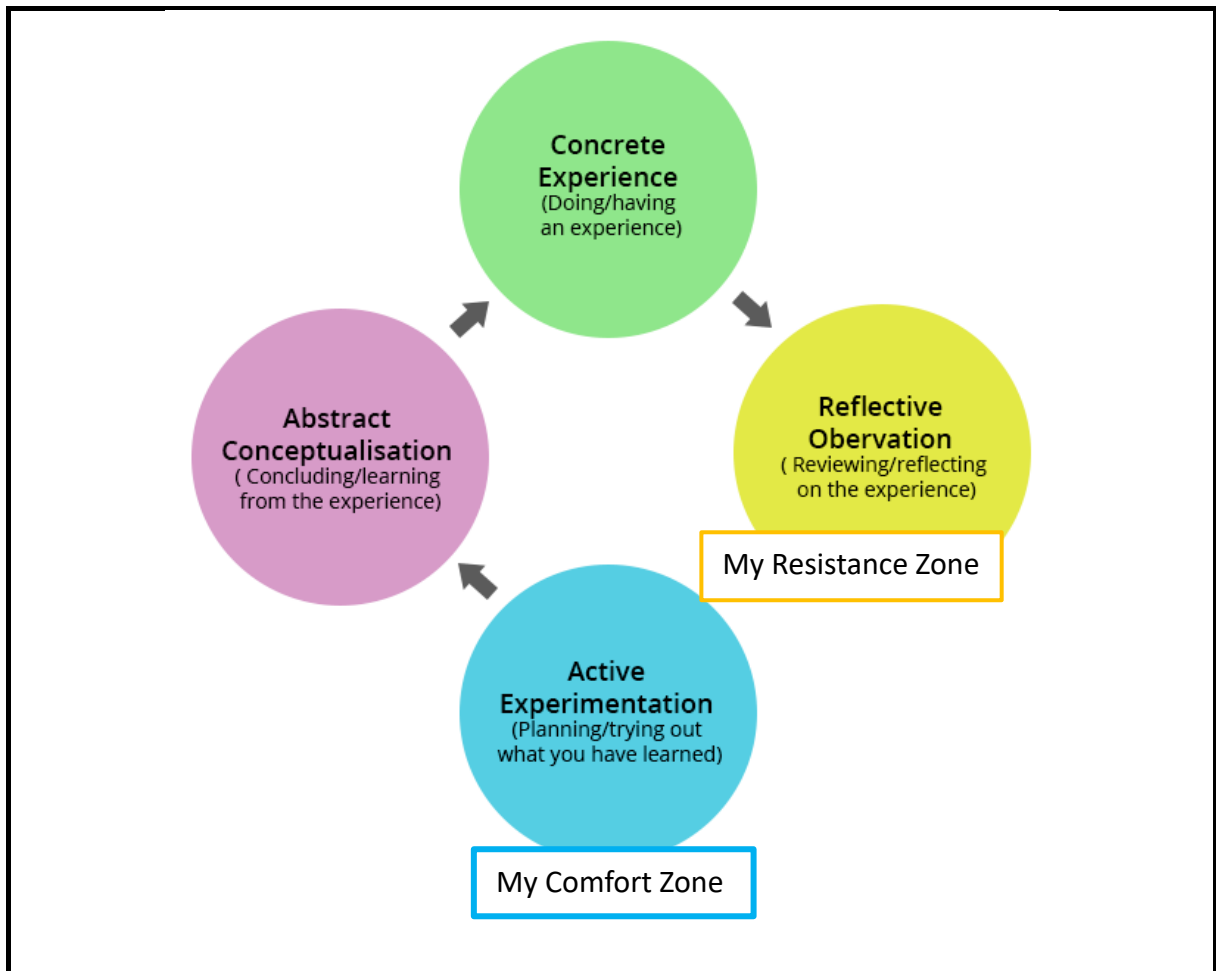 Concrete
Experience
(Doing/having
an experience)
Reflective
Obervation
( Reviewing/reflecting
on the experience)
My Resistance Zone
Abstract
Conceptualisation
( Concluding/learning
from the experience)
Active
Experimentation
(Planning/trying out
what you have learned)
My Comfort Zone